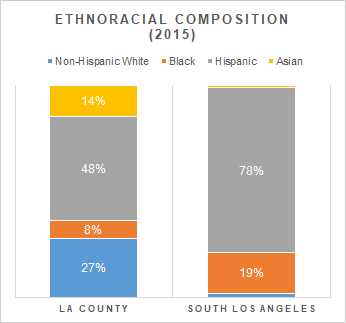 ETHNORACIAL COMPOSITION
(2015)
Non-Hispanic White Black Hispanic Asian
14%
48%
8%
27%
78%
19%
LA COUNTY SOUTH LOS ANGELES